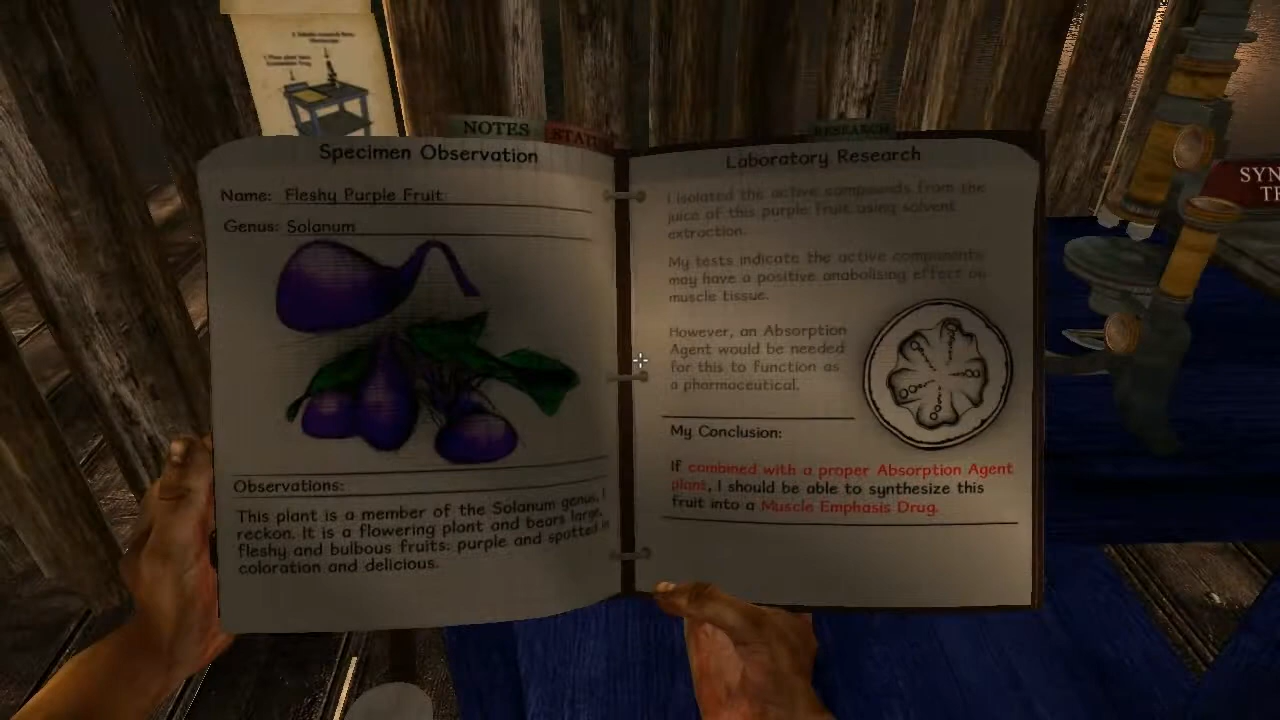 NOTES
Specimen Observation
Name: Fleshy Purple Fruit
Genus: Solanum
Observations:
This plant is a member of the Solanum genus, I
reckon. It is a flowering plant and bears large,
fleshy and bulbous fruits: purple and spotted in
coloration and delicious.
RESEARCH
Laboratory Research
I isolated the active compounds from the
juice of this purple fruit using solvent
extraction.
My tests indicate the active components
may have a positive anabolising effect on
muscle tissue.
However, an Absorption
Agent would be needed
for this to function as
a pharmaceutical.
My Conclusion:
If combined with a proper Absorption Agent
plant, I should be able to synthesize this
fruit into a Muscle Emphasis Drug.